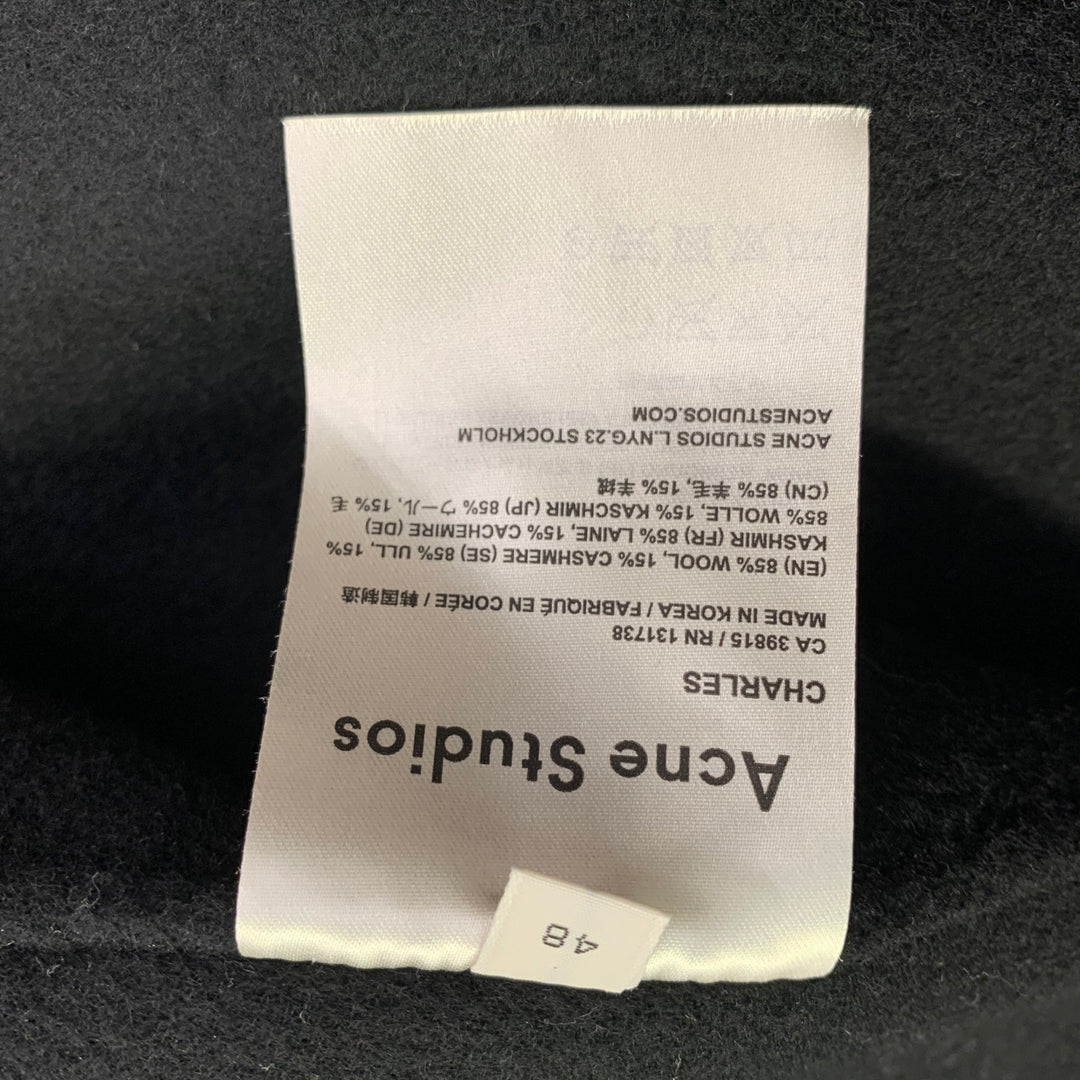 48
Acne Studios
CHARLES
CA 39815 / RN 131738
MADE IN KOREA / FABRIQUÉ EN CORÉE / 韩国制造
(EN) 85% WOOL, 15% CASHMERE (SE) 85% ULL, 15%
KASHMIR (FR) 85% LAINE, 15% CACHEMIRE (DE)
85% WOLLE, 15% KASCHMIR (JP) 85% ウール, 15% 毛
(CN) 85% 羊毛, 15% 羊绒
ACNE STUDIOS L.NYG.23 STOCKHOLM
ACNESTUDIOS.COM